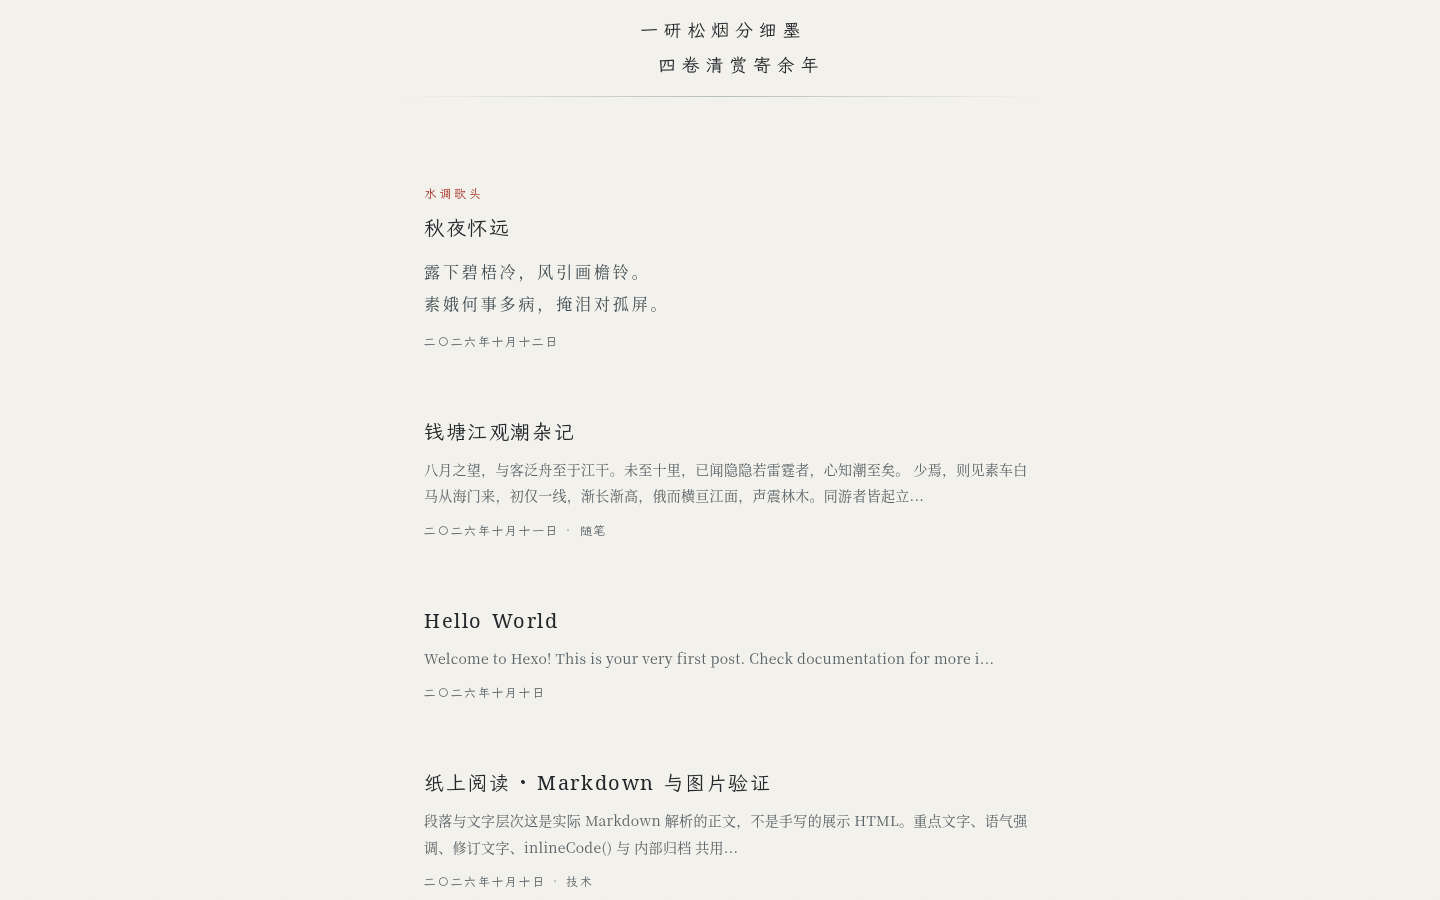 一研松烟分细墨
四卷清赏寄余年
水调歌头
秋夜怀远
露下碧梧冷，风引画檐铃。
素娥何事多病，掩泪对孤屏。
二〇二六年十月十二日
钱塘江观潮杂记
八月之望，与客泛舟至于江干。未至十里，已闻隐隐若雷霆者，心知潮至矣。 少焉，则见素车白
马从海门来，初仅一线，渐长渐高，俄而横亘江面，声震林木。同游者皆起立...
二〇二六年十月十一日 · 随笔
Hello World
Welcome to Hexo! This is your very first post. Check documentation for more i...
二〇二六年十月十日
纸上阅读・Markdown 与图片验证
段落与文字层次这是实际 Markdown 解析的正文，不是手写的展示 HTML。重点文字、语气强
调、修订文字、inlineCode() 与 内部归档 共用...
二〇二六年十月十日 · 技术